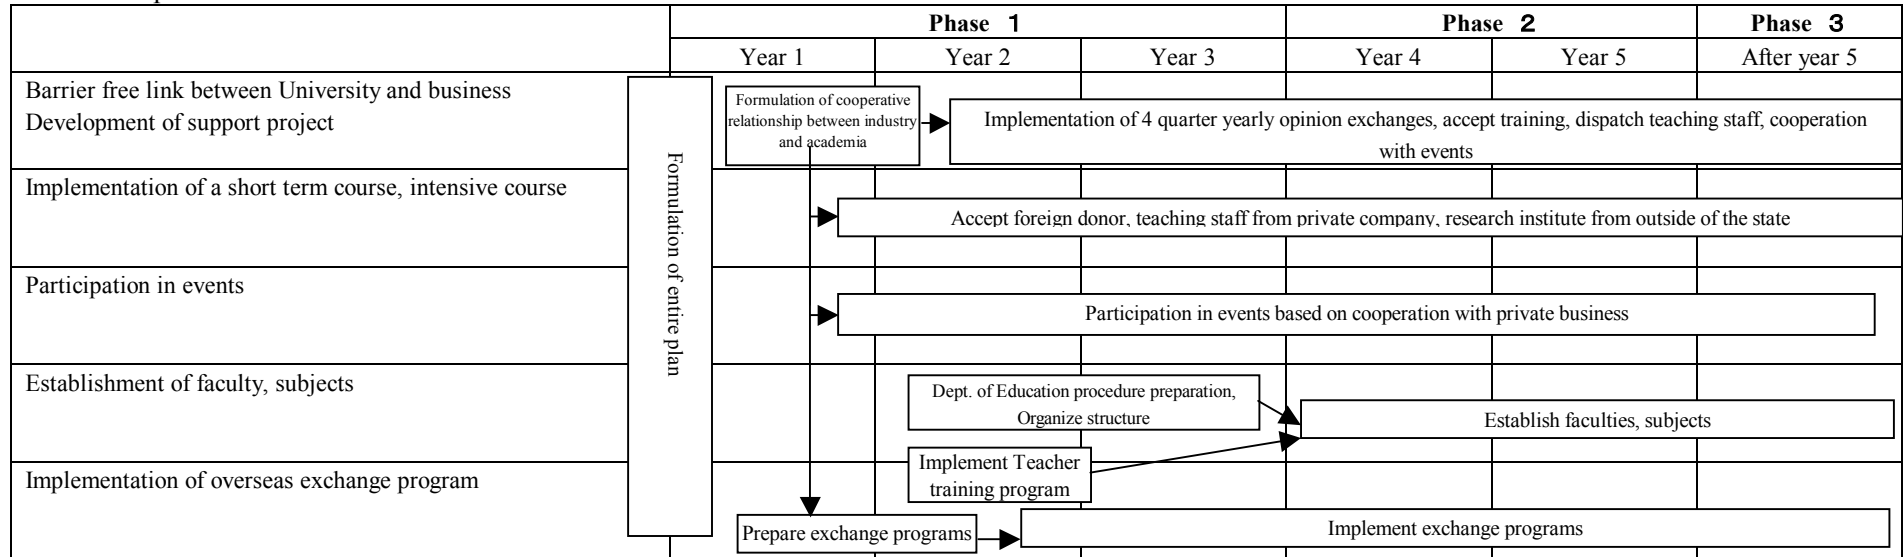 Phase 1
Phase 2
Phase 3
Year 1
Year 2
Year 3
Year 4
Year 5
After year 5
Barrier free link between University and business
Development of support project
Formulation of entire plan
Formulation of cooperative
relationship between industry
and academia
Implementation of 4 quarter yearly opinion exchanges, accept training, dispatch teaching staff, cooperation
with events
Implementation of a short term course, intensive course
Accept foreign donor, teaching staff from private company, research institute from outside of the state
Participation in events
Participation in events based on cooperation with private business
Establishment of faculty, subjects
Dept. of Education procedure preparation,
Organize structure
Establish faculties, subjects
Implement Teacher
training program
Implementation of overseas exchange program
Prepare exchange programs
Implement exchange programs